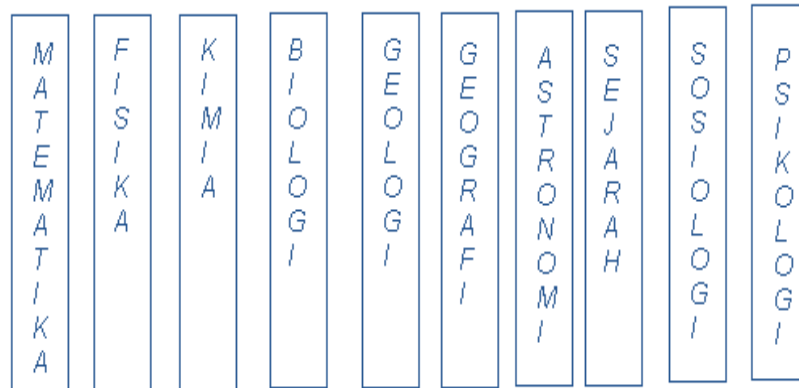 MATEMATIKA
FISIKA
KIMIA
BIOLOGI
GEOLOGI
GEOGRAFI
ASTRONOMI
SEJARAH
SOSIOLOGI
PSIKOLOGI